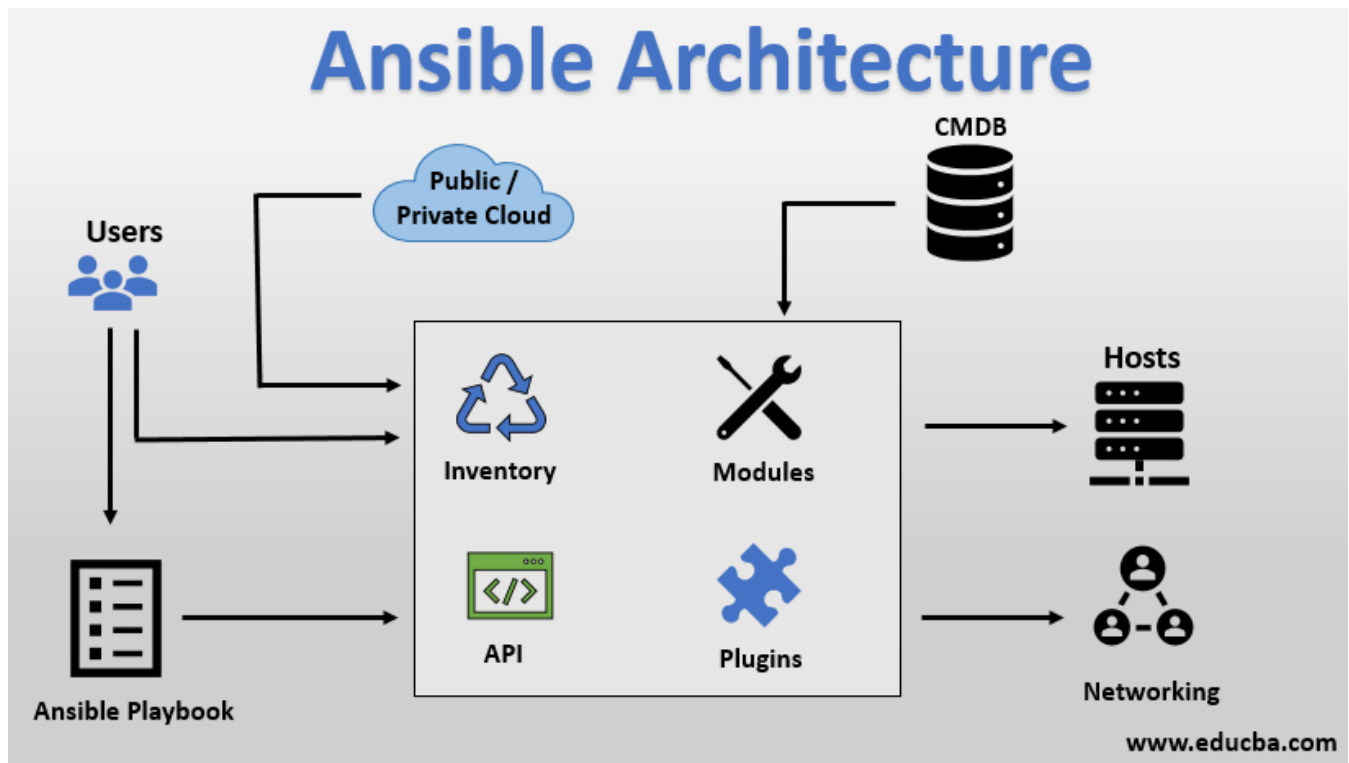 Ansible Architecture
CMDB
Public /
Private Cloud
Users
Hosts
Inventory
Modules
</>
API
Plugins
Networking
Ansible Playbook
www.educba.com